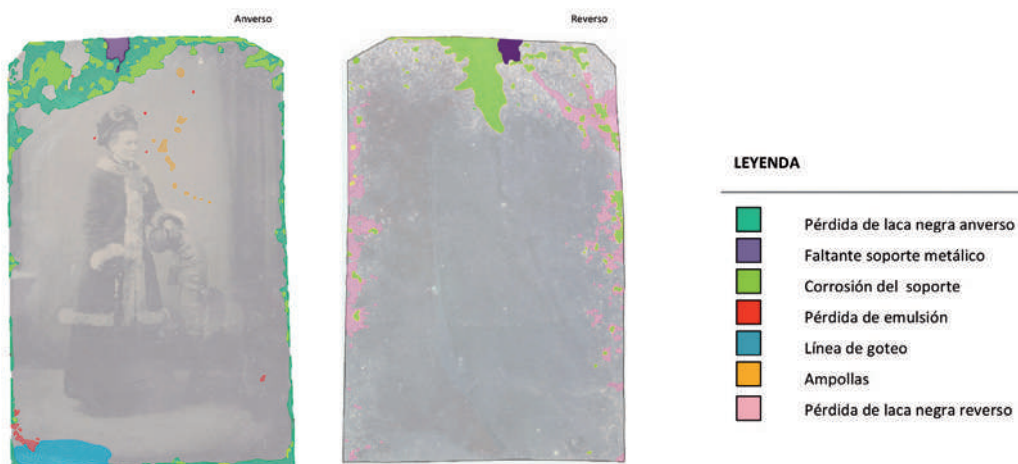 Anverso
Reverso
LEYENDA
Pérdida de laca negra anverso
Faltante soporte metálico
Corrosión del soporte
Pérdida de emulsión
Línea de goteo
Ampollas
Pérdida de laca negra reverso